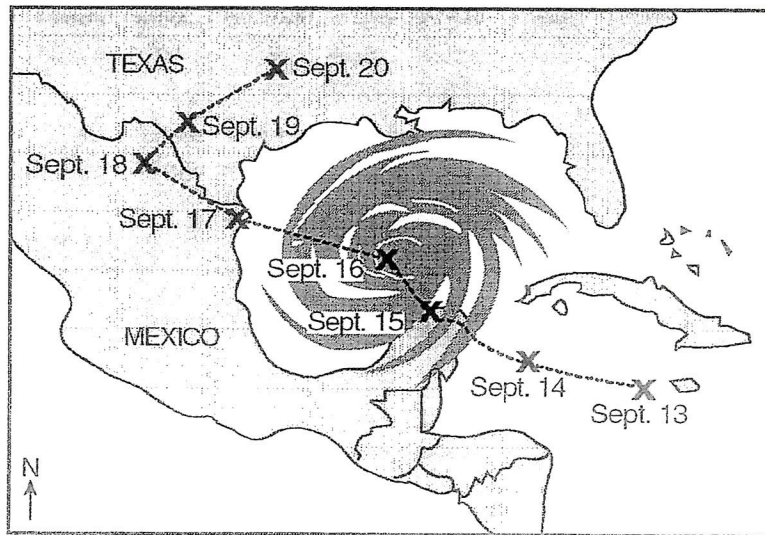 TEXAS
Sept. 20
Sept. 19
Sept. 18
Sept. 17
Sept. 16
Sept. 15
MEXICO
Sept. 14
Sept. 13
N